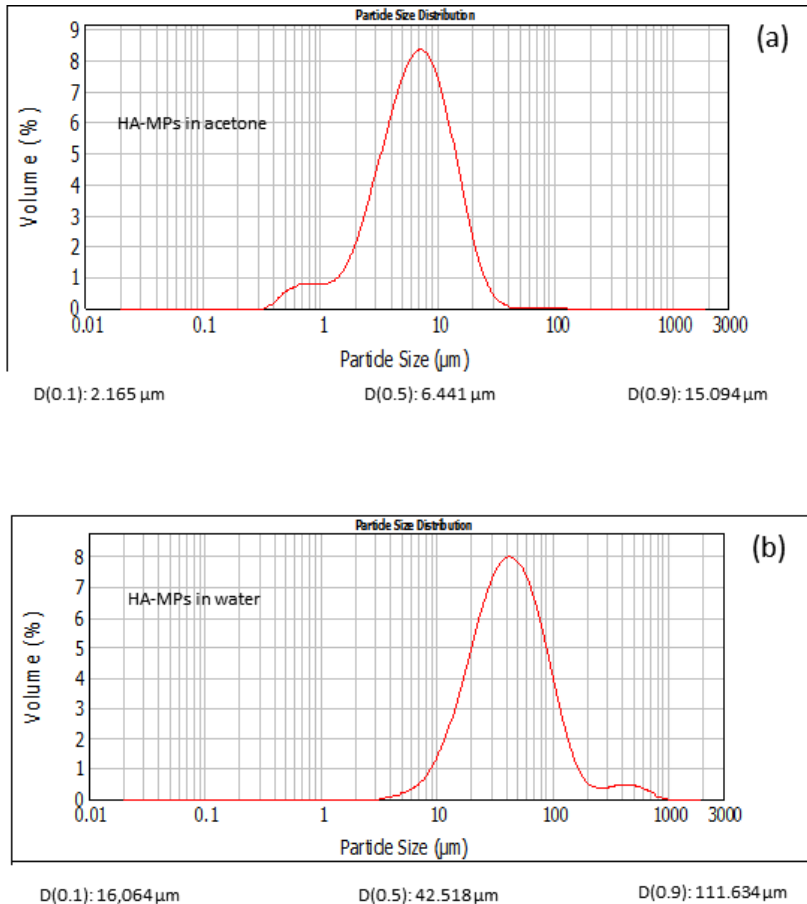 Particle Size Distribution
(a)
HA-MPs in acetone
Volume (%)
9
8
7
6
5
4
3
2
1
0
0.01 0.1 1 10 100 1000 3000
Particle Size (µm)
D(0.1): 2.165 µm D(0.5): 6.441 µm D(0.9): 15.094 µm
Particle Size Distribution
(b)
HA-MPs in water
Volume (%)
8
7
6
5
4
3
2
1
0
0.01 0.1 1 10 100 1000 3000
Particle Size (µm)
D(0.1): 16,064 µm D(0.5): 42.518 µm D(0.9): 111.634 µm